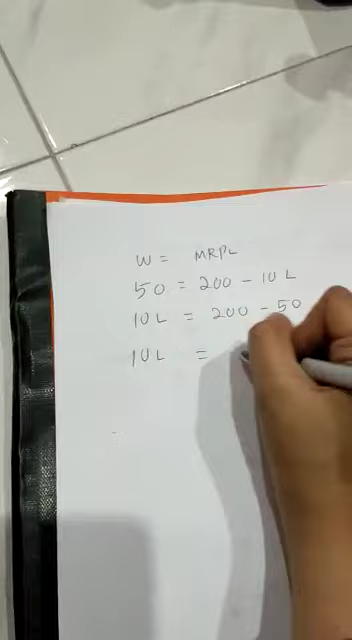 W = MRPL
50 = 200 - 10L
10L = 200 - 50
10L =